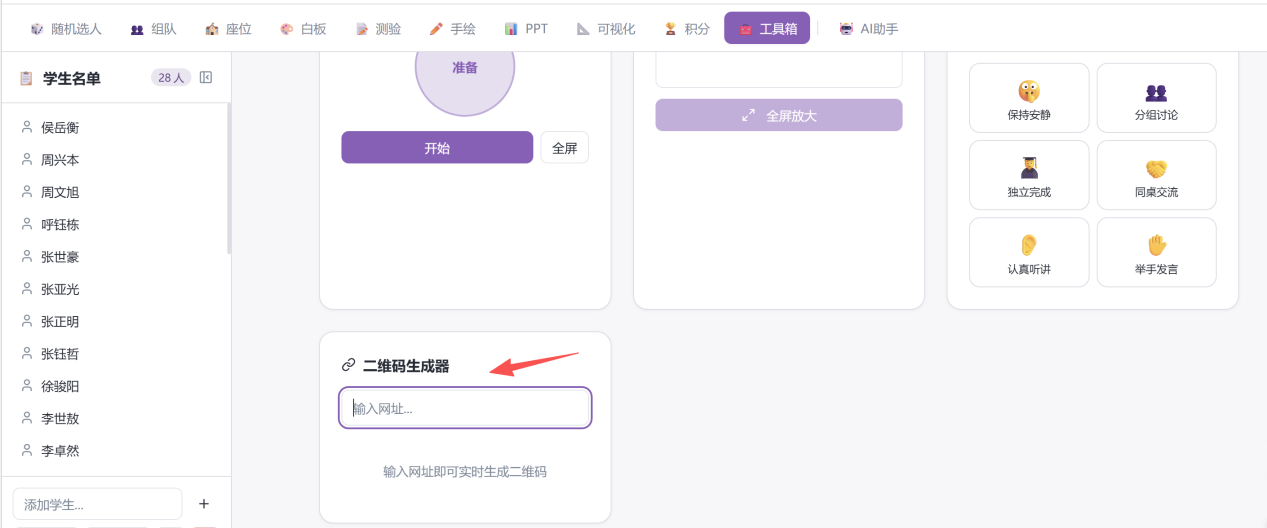 随机选人 组队 座位 白板 测验 手绘 PPT 可视化 积分 工具箱 AI助手
学生名单 28 人
侯岳衡
周兴本
周文旭
呼钰栋
张世豪
张亚光
张正明
张钰哲
徐骏阳
李世敖
李卓然
添加学生... +
准备
开始 全屏
全屏放大
保持安静 分组讨论
独立完成 同桌交流
认真听讲 举手发言
二维码生成器
输入网址...
输入网址即可实时生成二维码